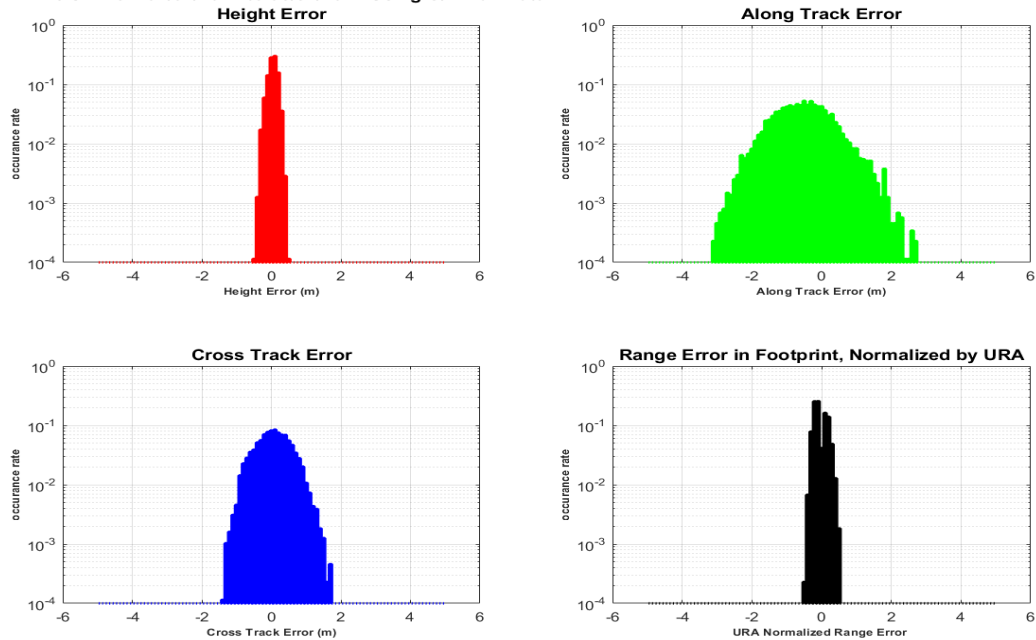 Height Error
10^0
10^-1
10^-2
10^-3
10^-4
occurance rate
-6 -4 -2 0 2 4 6
Height Error (m)
Along Track Error
10^0
10^-1
10^-2
10^-3
10^-4
occurance rate
-6 -4 -2 0 2 4 6
Along Track Error (m)
Cross Track Error
10^0
10^-1
10^-2
10^-3
10^-4
occurance rate
-6 -4 -2 0 2 4 6
Cross Track Error (m)
Range Error in Footprint, Normalized by URA
10^0
10^-1
10^-2
10^-3
10^-4
occurance rate
-6 -4 -2 0 2 4 6
URA Normalized Range Error